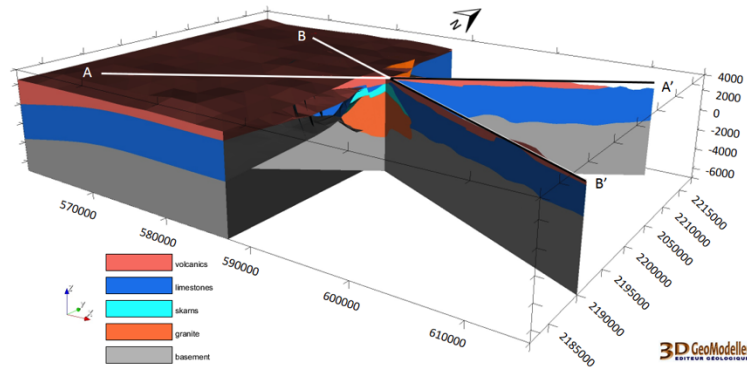 N
B
A
A'
B'
4000
2000
0
-2000
-4000
-6000
570000
580000
590000
600000
610000
2215000
2210000
2050000
2200000
2195000
2190000
2185000
volcanics
limestones
skarns
granite
basement
Z
Y
X
3D GeoModeller
EDITEUR GÉOLOGIQUE